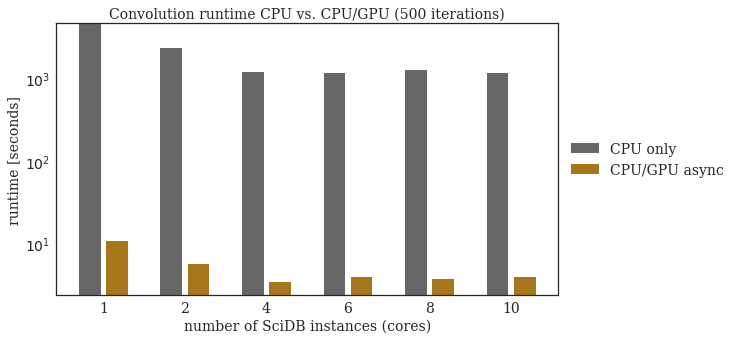 Convolution runtime CPU vs. CPU/GPU (500 iterations)
runtime [seconds]
10³
10²
10¹
1 2 4 6 8 10
number of SciDB instances (cores)
CPU only
CPU/GPU async